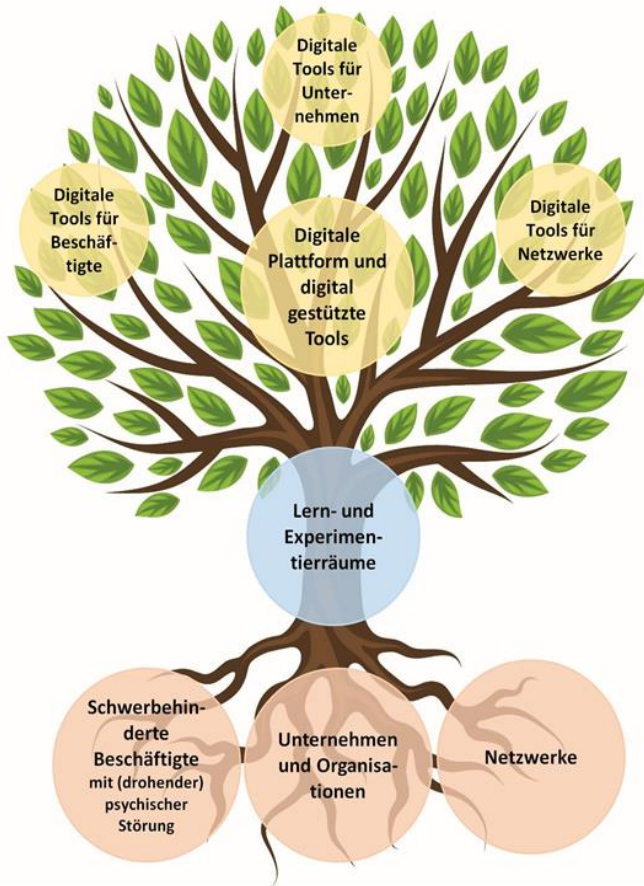 Digitale
Tools für
Unter-
nehmen
Digitale
Tools für
Beschäf-
tigte
Digitale
Plattform und
digital
gestützte
Tools
Digitale
Tools für
Netzwerke
Lern- und
Experimen-
tierräume
Schwerbehin-
derte
Beschäftigte
mit (drohender)
psychischer
Störung
Unternehmen
und Organisa-
tionen
Netzwerke